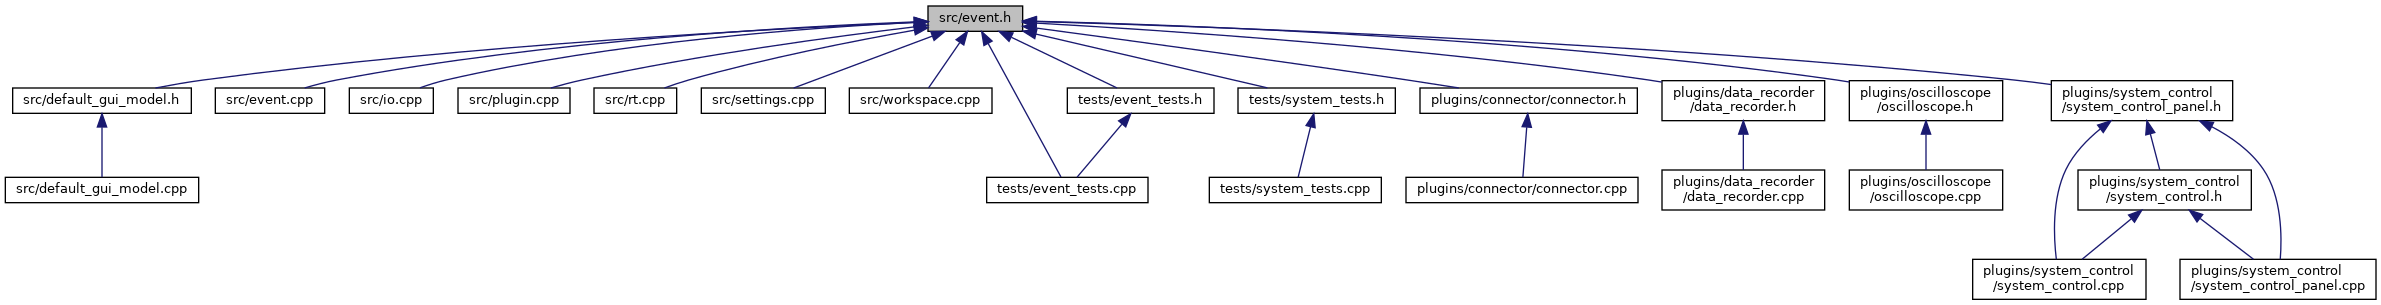 src/event.h
src/default_gui_model.h
src/event.cpp
src/io.cpp
src/plugin.cpp
src/rt.cpp
src/settings.cpp
src/workspace.cpp
tests/event_tests.h
tests/system_tests.h
plugins/connector/connector.h
plugins/data_recorder
/data_recorder.h
plugins/oscilloscope
/oscilloscope.h
plugins/system_control
/system_control_panel.h
src/default_gui_model.cpp
tests/event_tests.cpp
tests/system_tests.cpp
plugins/connector/connector.cpp
plugins/data_recorder
/data_recorder.cpp
plugins/oscilloscope
/oscilloscope.cpp
plugins/system_control
/system_control.h
plugins/system_control
/system_control.cpp
plugins/system_control
/system_control_panel.cpp